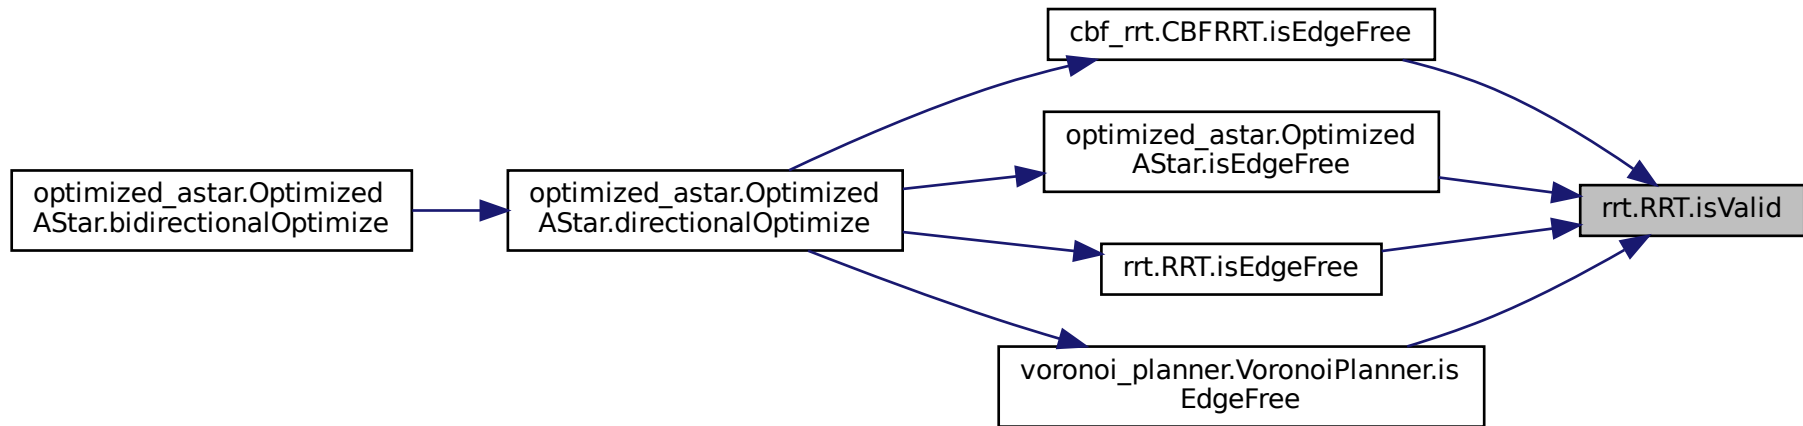 cbf_rrt.CBFRRT.isEdgeFree
optimized_astar.Optimized
AStar.isEdgeFree
optimized_astar.Optimized
AStar.bidirectionalOptimize
optimized_astar.Optimized
AStar.directionalOptimize
rrt.RRT.isValid
rrt.RRT.isEdgeFree
voronoi_planner.VoronoiPlanner.is
EdgeFree